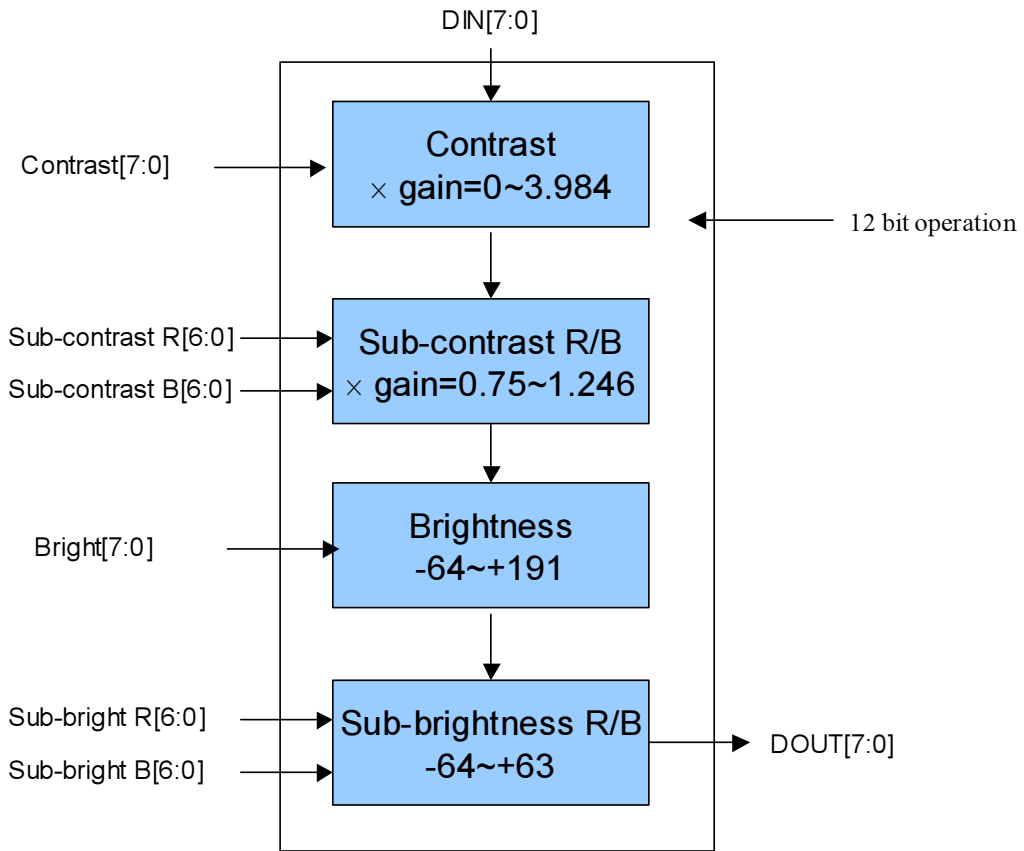 DIN[7:0]
Contrast[7:0]
Contrast
× gain=0~3.984
12 bit operation
Sub-contrast R[6:0]
Sub-contrast B[6:0]
Sub-contrast R/B
× gain=0.75~1.246
Bright[7:0]
Brightness
-64~+191
Sub-bright R[6:0]
Sub-bright B[6:0]
Sub-brightness R/B
-64~+63
DOUT[7:0]